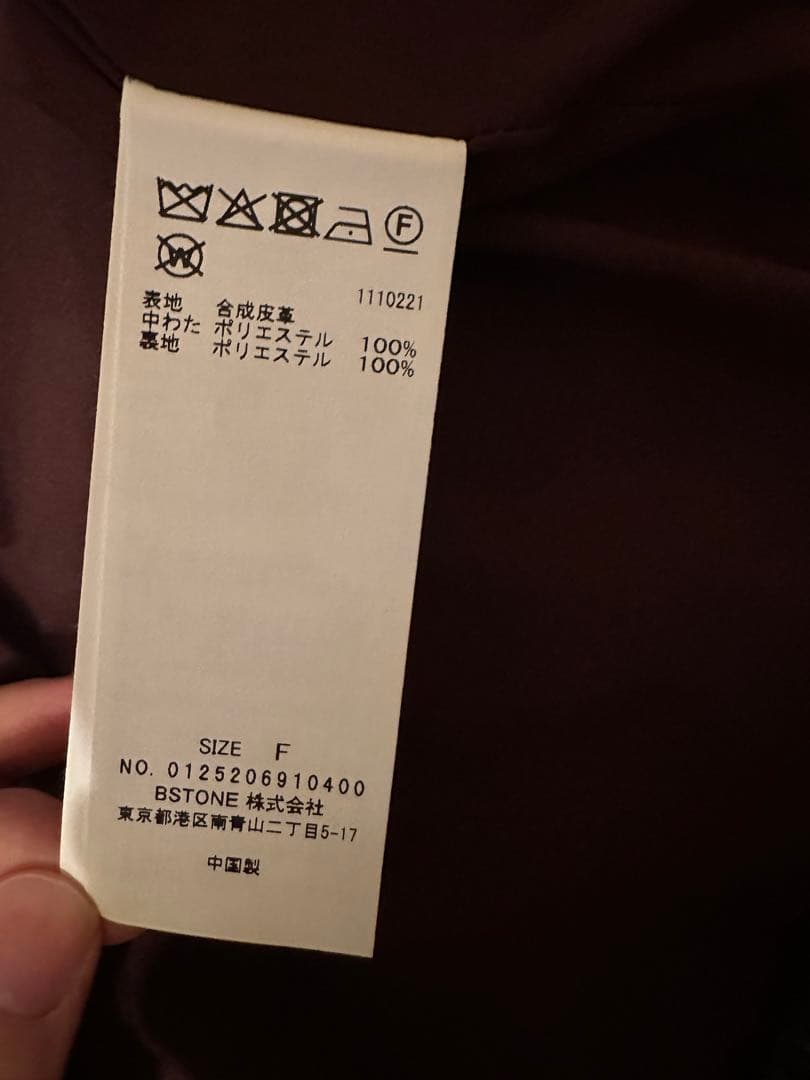 F
W
1110221
表地 合成皮革
中わた ポリエステル 100%
裏地 ポリエステル 100%
SIZE F
NO. 0125206910400
BSTONE 株式会社
東京都港区南青山二丁目5-17
中国製